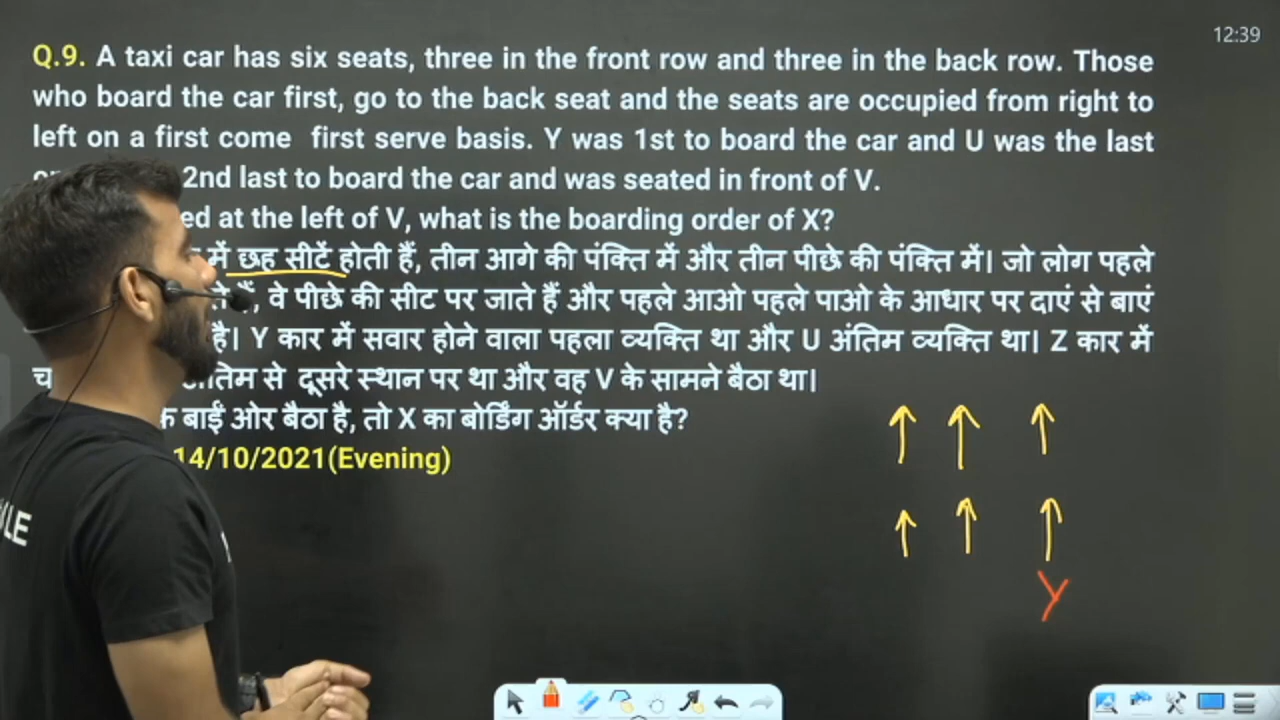 12:39
Q.9. A taxi car has six seats, three in the front row and three in the back row. Those
who board the car first, go to the back seat and the seats are occupied from right to
left on a first come first serve basis. Y was 1st to board the car and U was the last
2nd last to board the car and was seated in front of V.
at the left of V, what is the boarding order of X?
में छह सीटें होती हैं, तीन आगे की पंक्ति में और तीन पीछे की पंक्ति में। जो लोग पहले
वे पीछे की सीट पर जाते हैं और पहले आओ पहले पाओ के आधार पर दाएं से बाएं
है। Y कार में सवार होने वाला पहला व्यक्ति था और U अंतिम व्यक्ति था। Z कार में
दूसरे स्थान पर था और वह V के सामने बैठा था।
बाईं ओर बैठा है, तो X का बोर्डिंग ऑर्डर क्या है?
14/10/2021(Evening)
Y